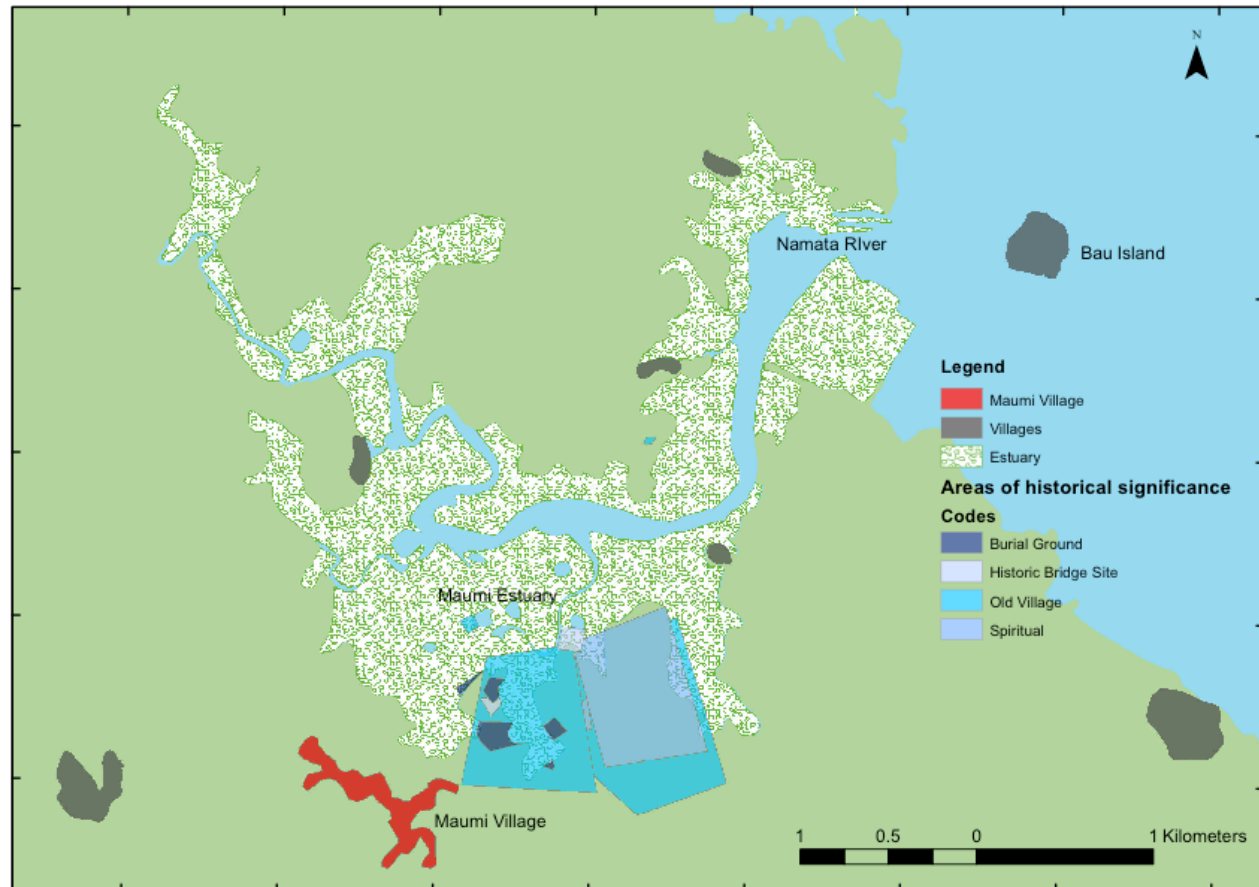 N
Namata RIver
Bau Island
Legend
Maumi Village
Villages
Estuary
Areas of historical significance
Codes
Burial Ground
Historic Bridge Site
Old Village
Spiritual
Maumi Estuary
Maumi Village
1 0.5 0 1 Kilometers